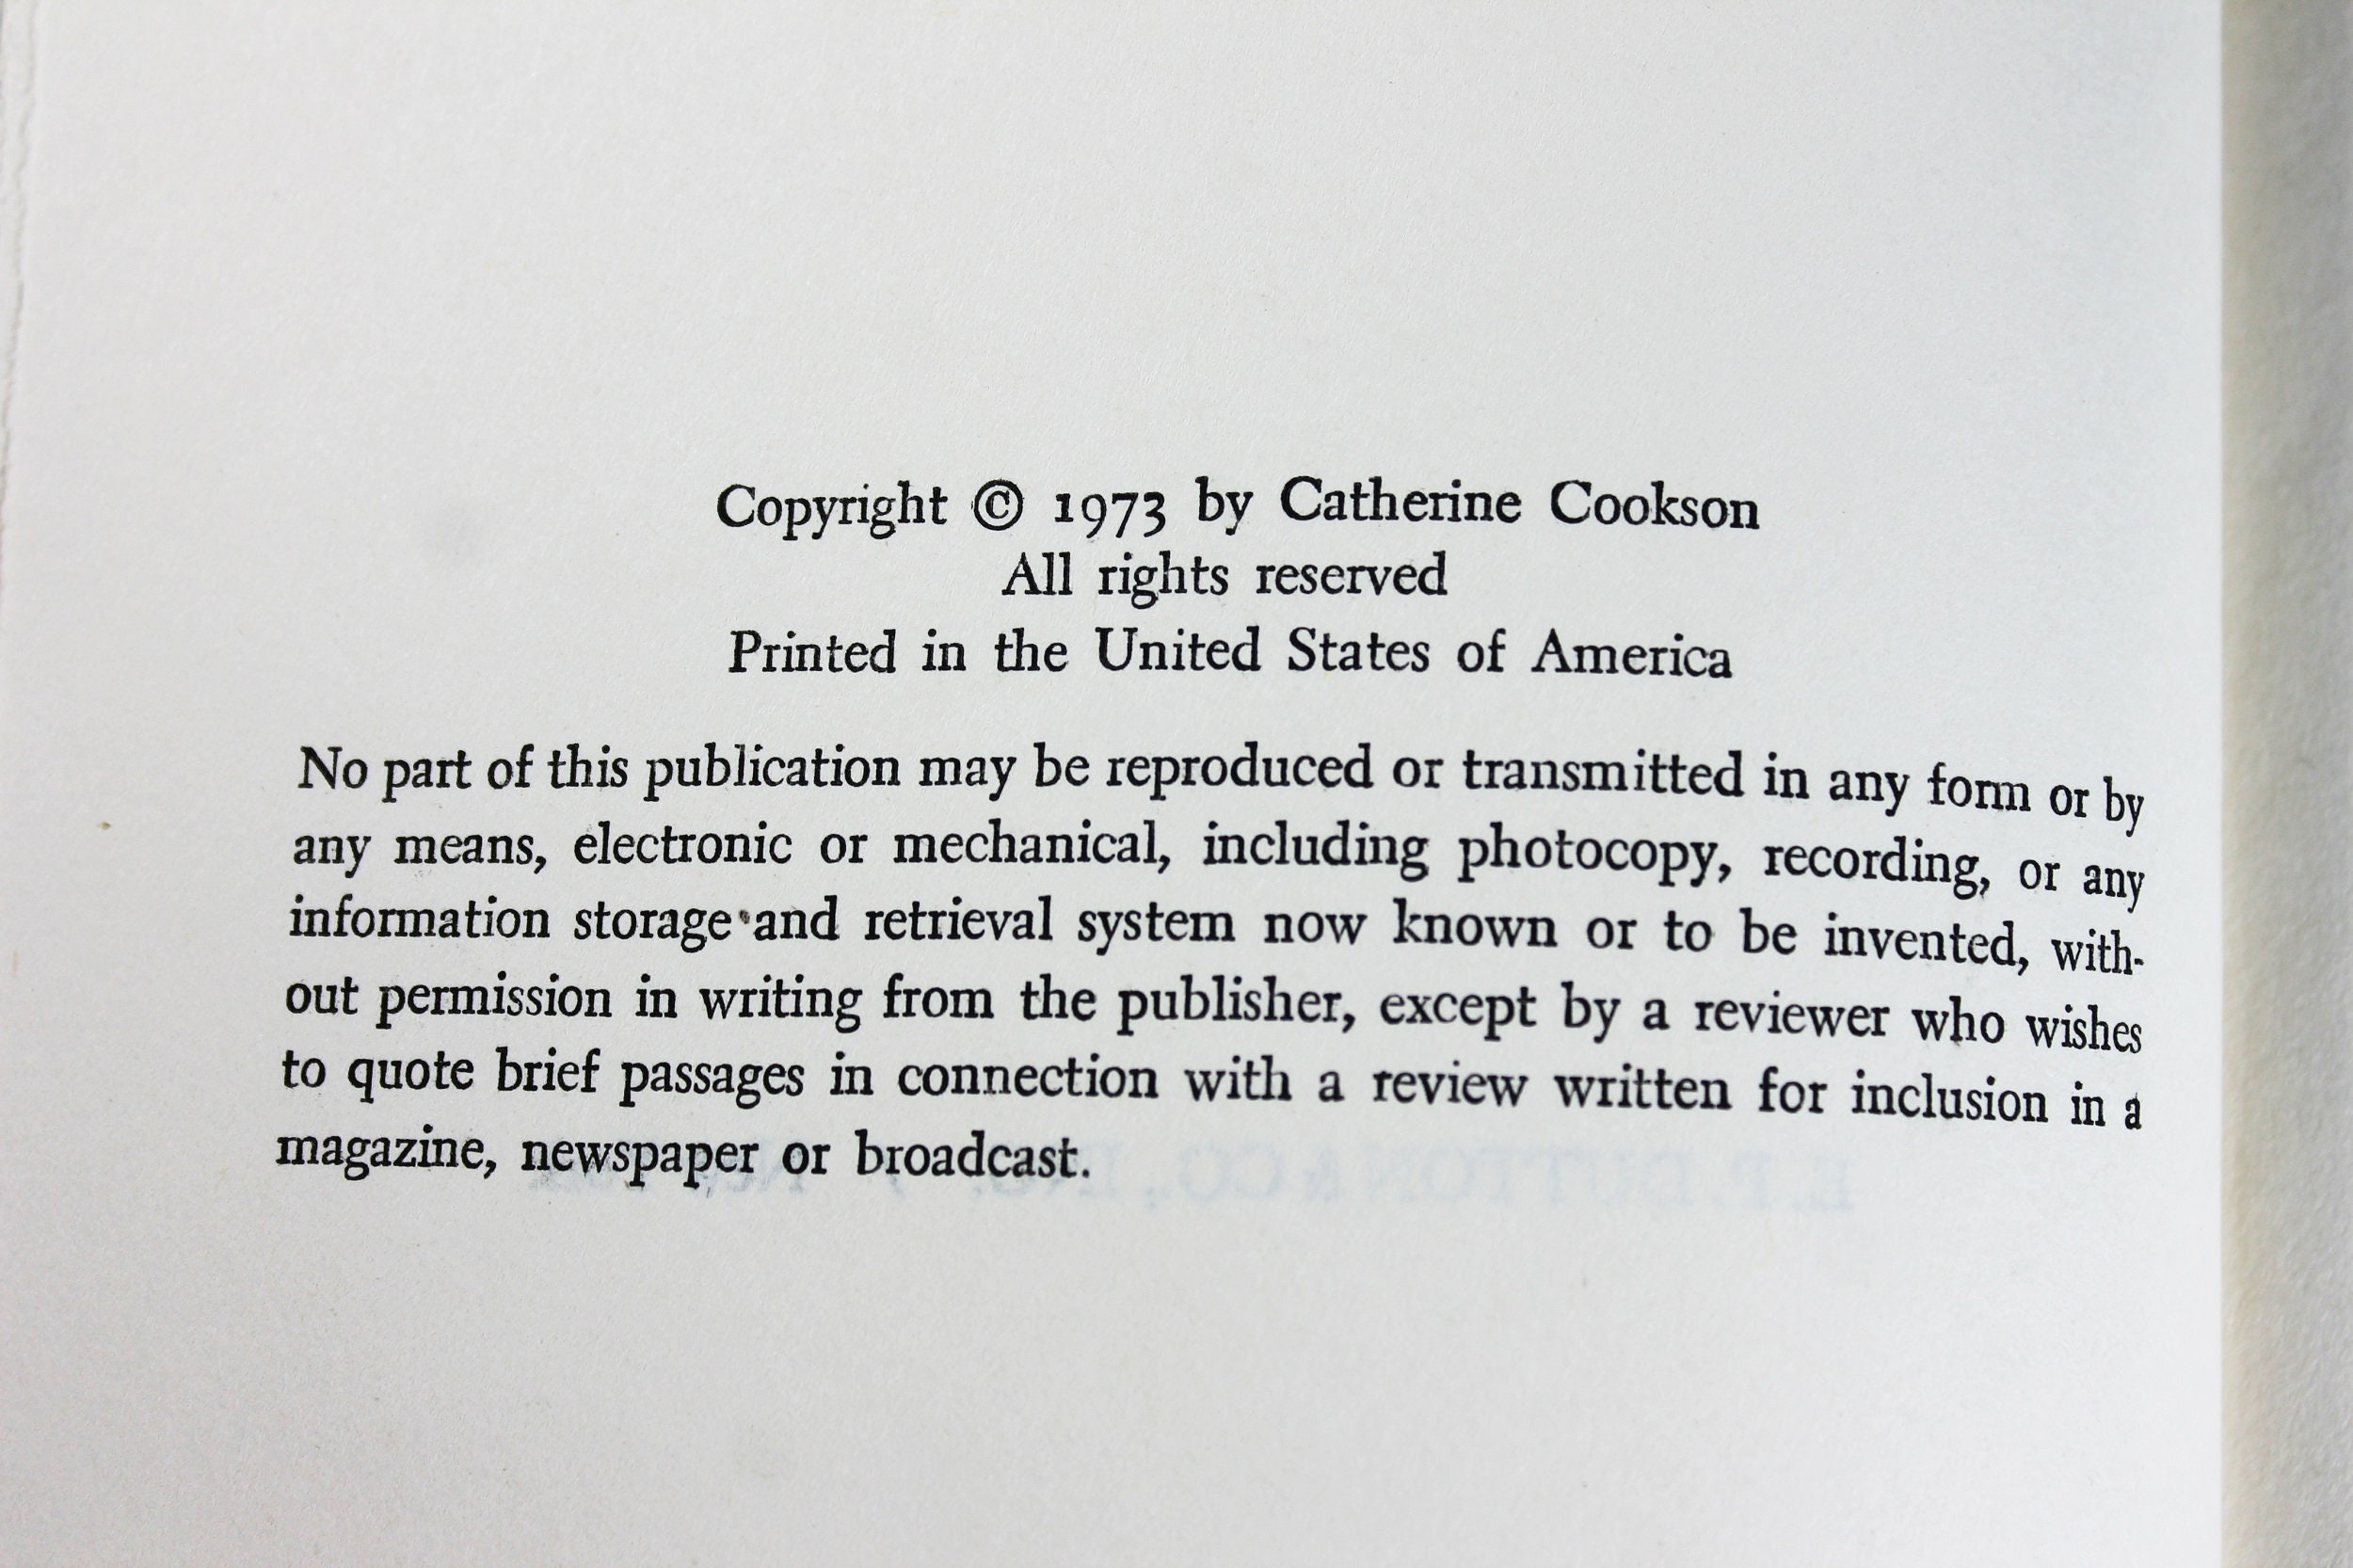 Copyright © 1973 by Catherine Cookson
All rights reserved
Printed in the United States of America
No part of this publication may be reproduced or transmitted in any form or by
any means, electronic or mechanical, including photocopy, recording, or any
information storage and retrieval system now known or to be invented, with-
out permission in writing from the publisher, except by a reviewer who wishes
to quote brief passages in connection with a review written for inclusion in a
magazine, newspaper or broadcast.